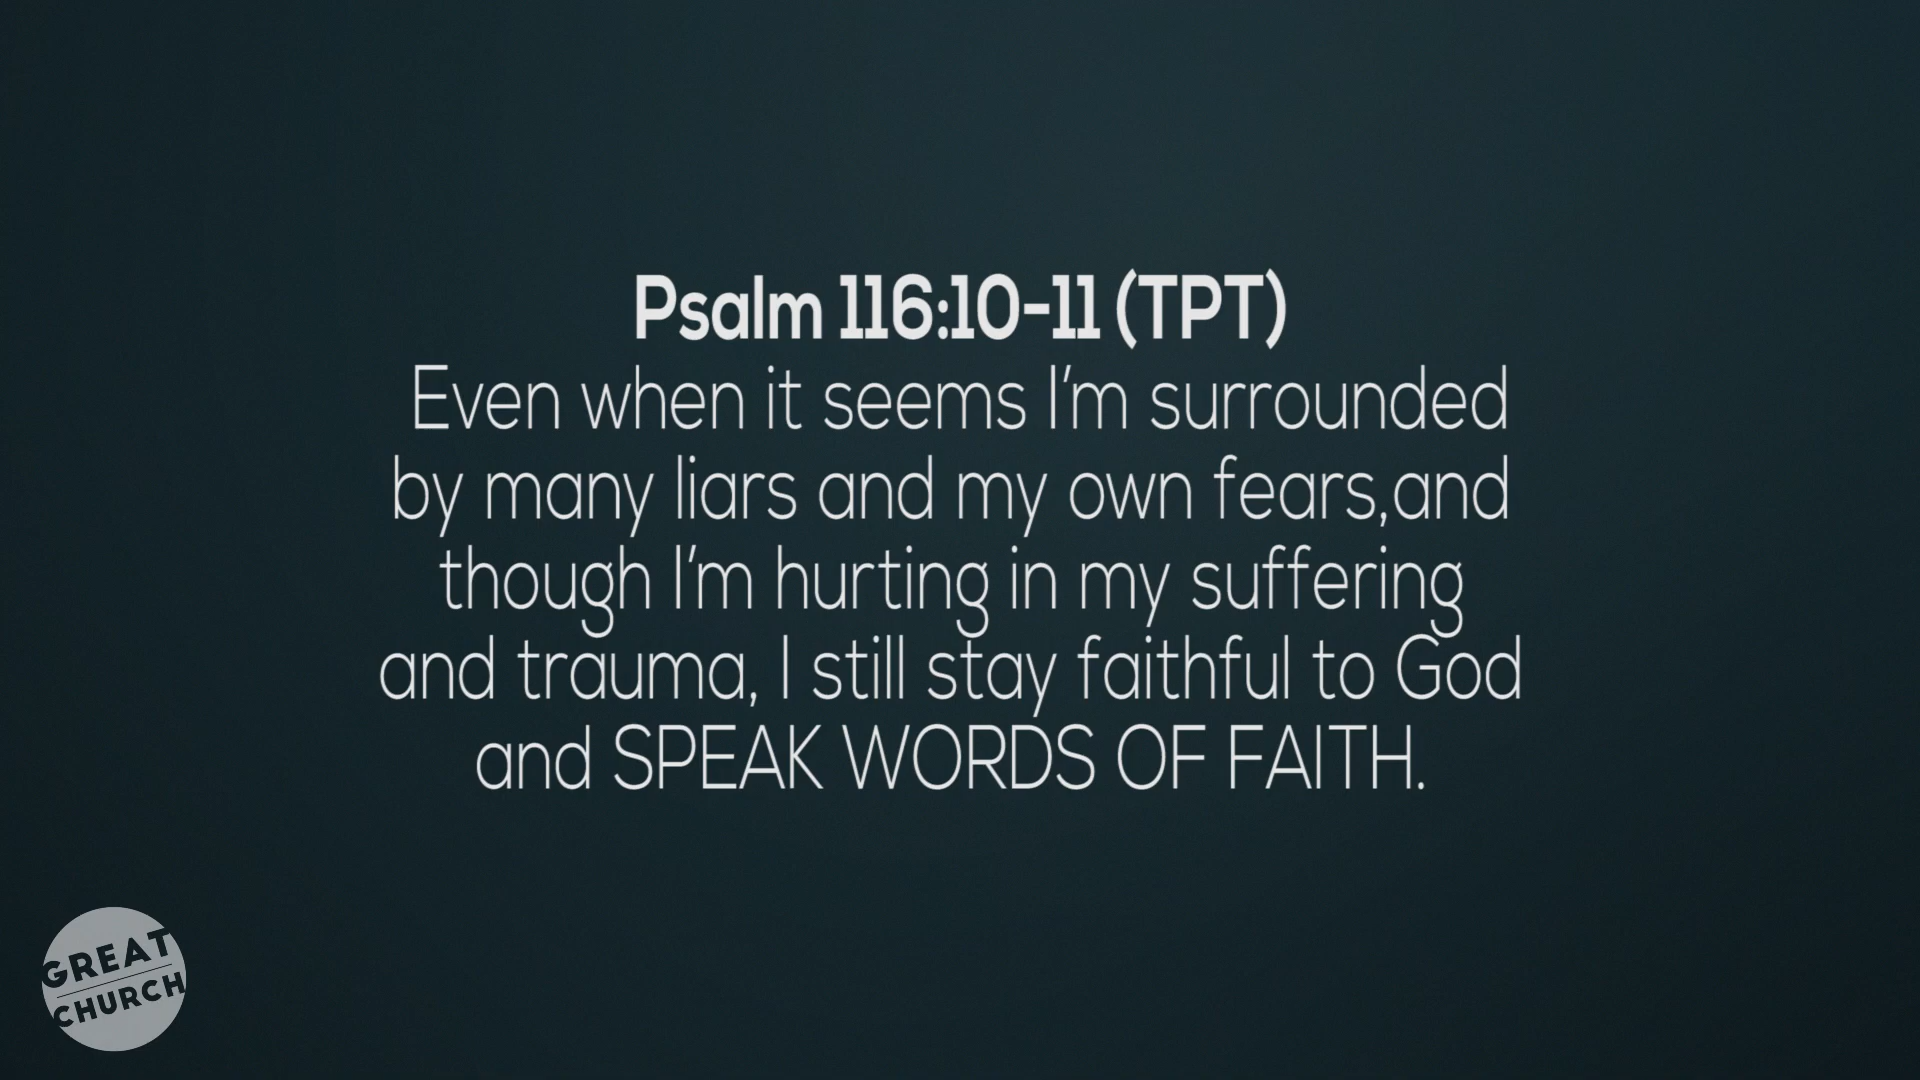 Psalm 116:10-11 (TPT)
Even when it seems I'm surrounded
by many liars and my own fears,and
though I'm hurting in my suffering
and trauma, I still stay faithful to God
and SPEAK WORDS OF FAITH.
GREAT
CHURCH